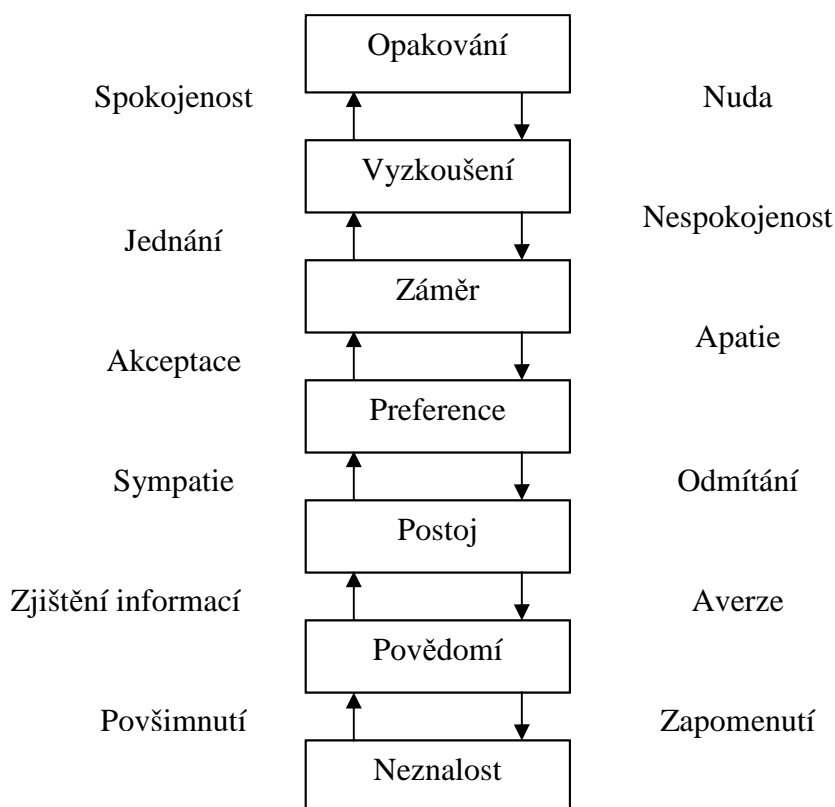 Opakování
Spokojenost
Nuda
Vyzkoušení
Nespokojenost
Jednání
Záměr
Apatie
Akceptace
Preference
Sympatie
Odmítání
Postoj
Zjištění informací
Averze
Povědomí
Povšimnutí
Zapomenutí
Neznalost